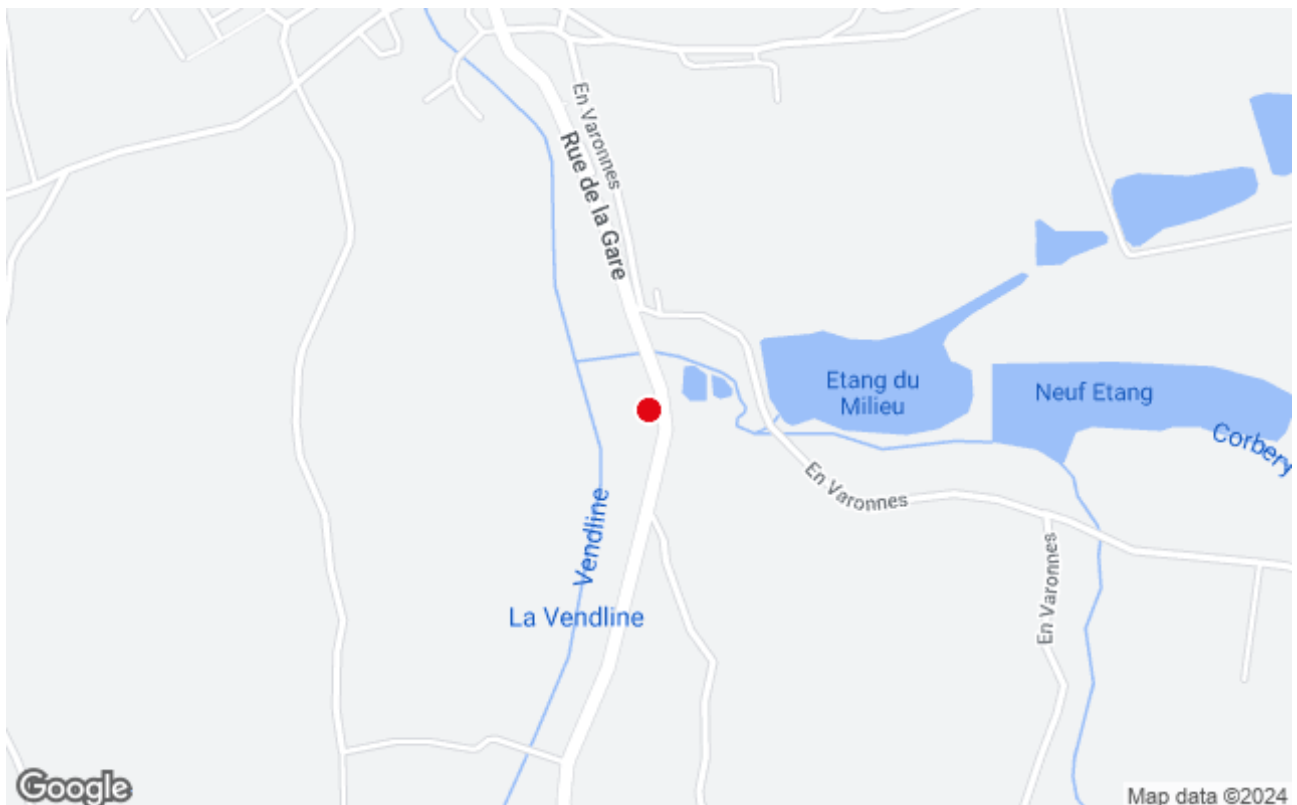 En Varonnes
Rue de la Gare
Etang du
Milieu
Neuf Etang
Corbery
En Varonnes
Vendline
En Varonnes
La Vendline
Google
Map data ©2024